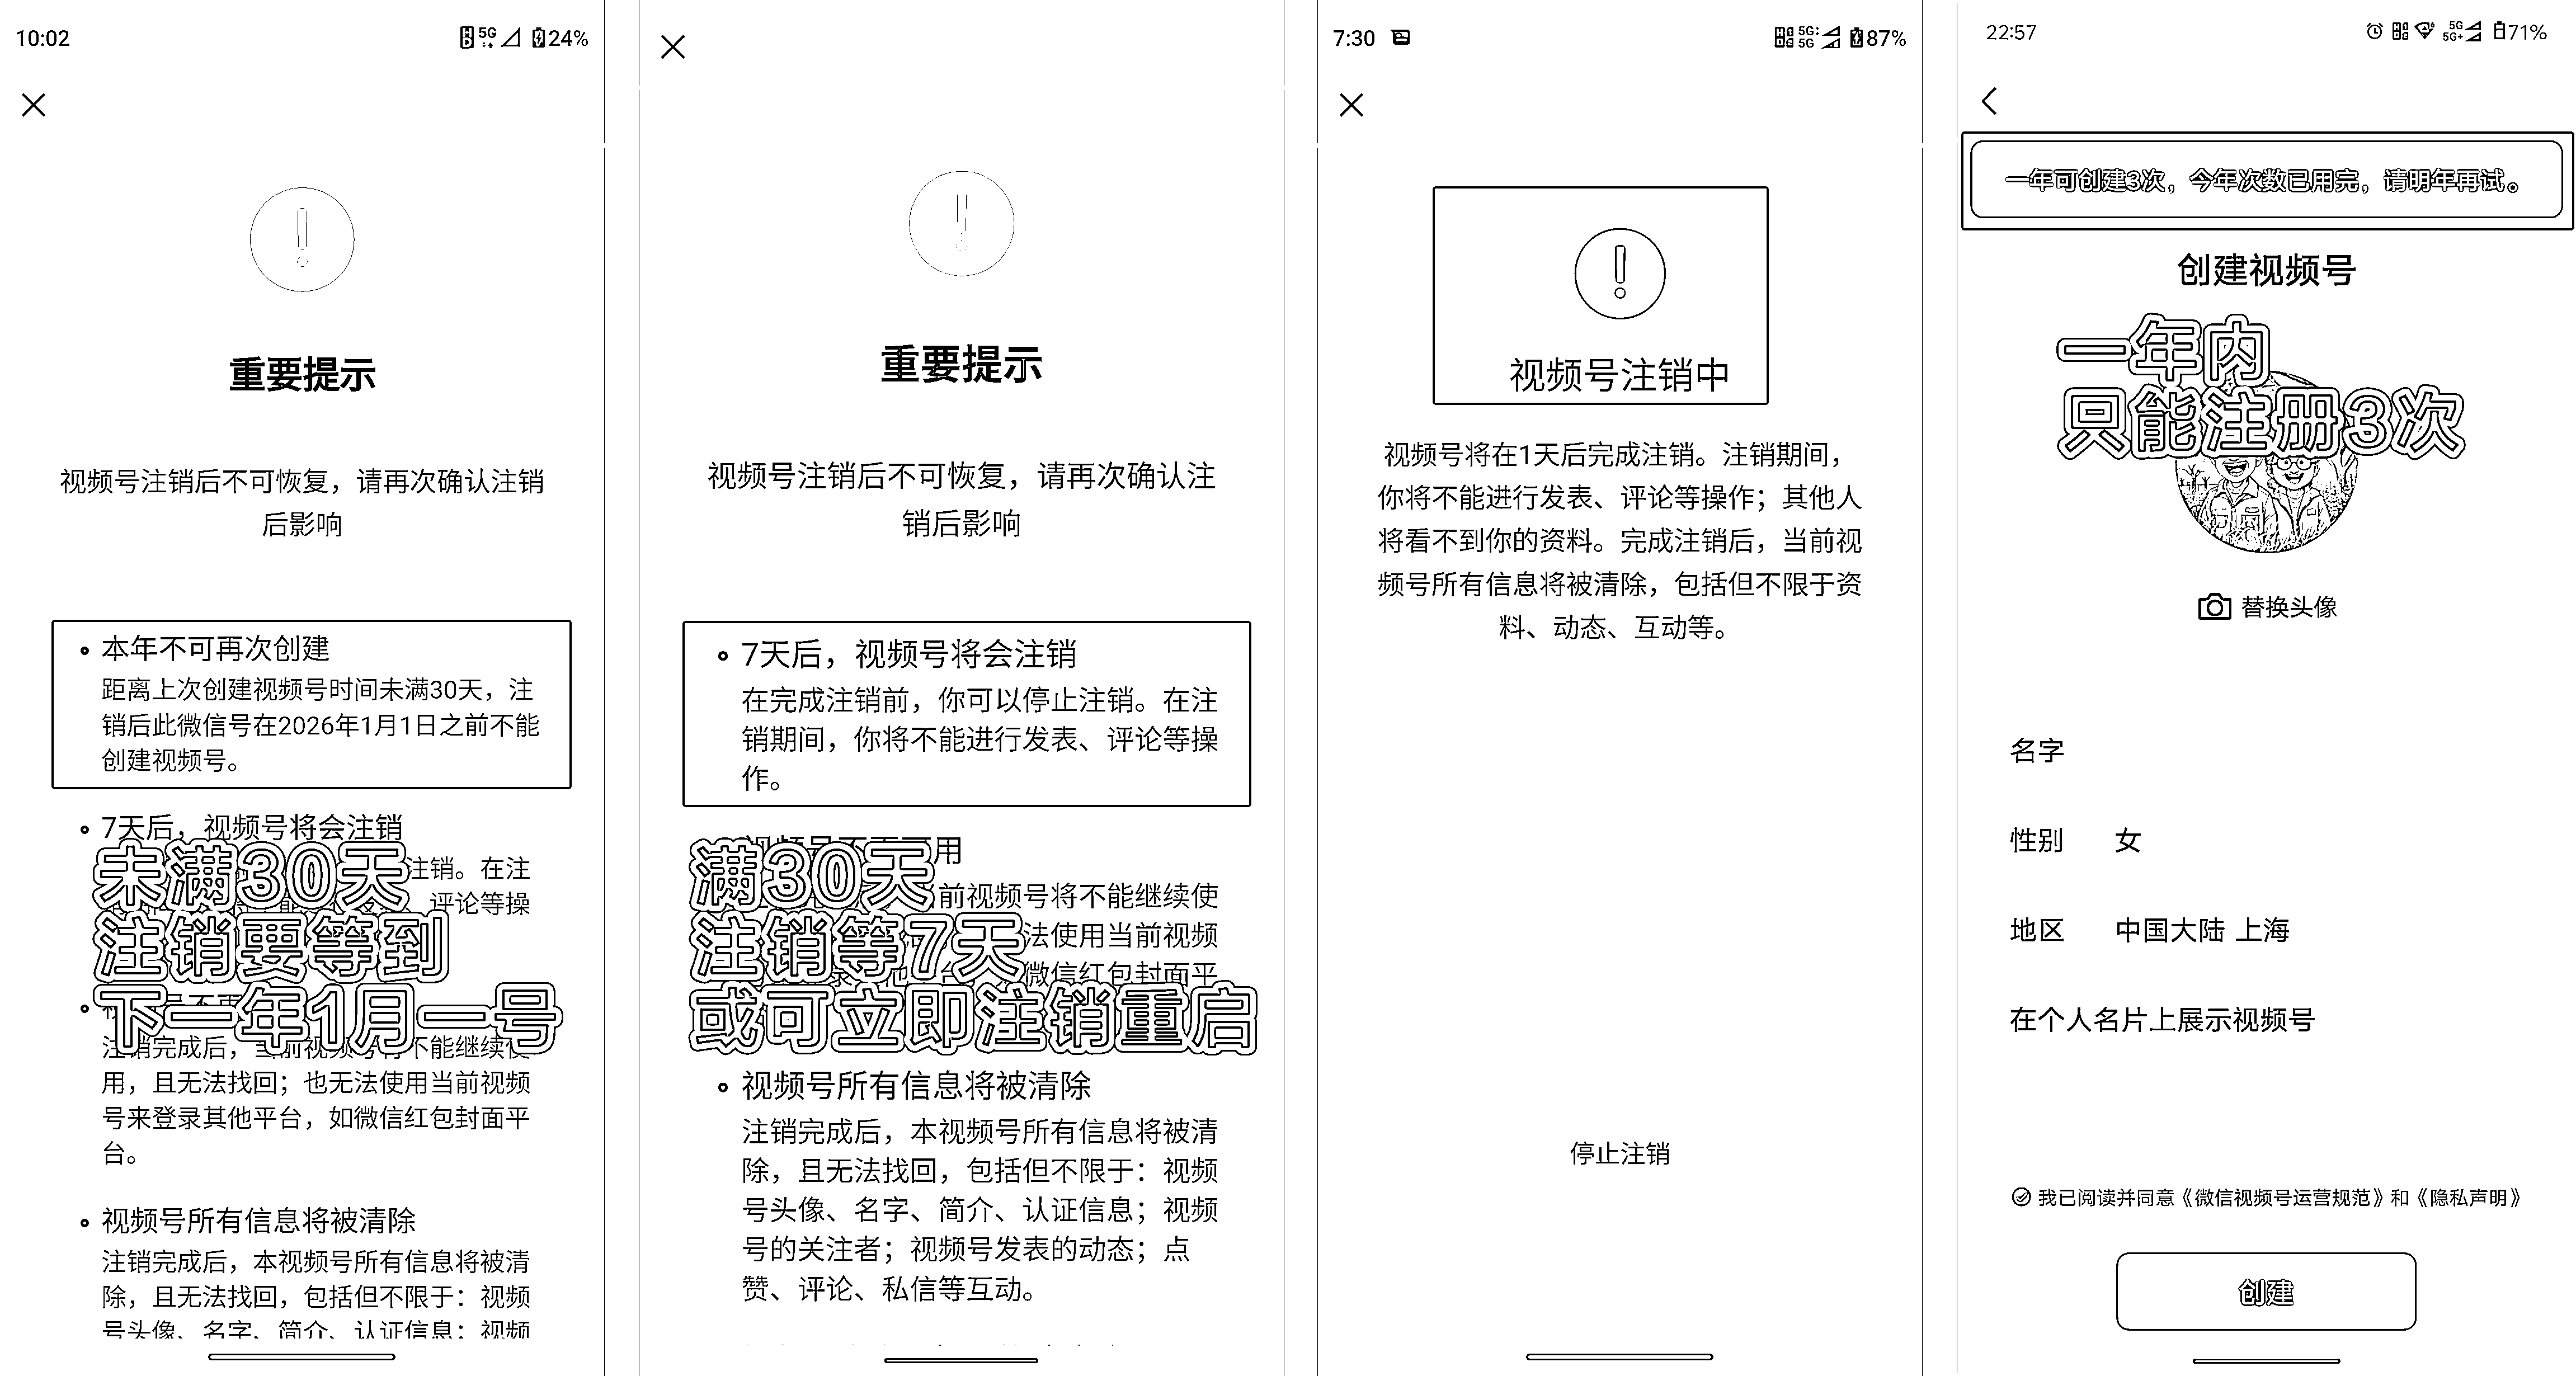 10:02
5G
24%
重要提示
视频号注销后不可恢复，请再次确认注销
后影响
本年不可再次创建
距离上次创建视频号时间未满30天，注
销后此微信号在2026年1月1日之前不能
创建视频号。
7天后，视频号将会注销
注销。在注
评论等操
未满30天
注销要等到
下一年1月一号
注销完成后，当前视频号将不能继续使
用，且无法找回；也无法使用当前视频
号来登录其他平台，如微信红包封面平
台。
视频号所有信息将被清除
注销完成后，本视频号所有信息将被清
除，且无法找回，包括但不限于：视频
号头像、名字、简介、认证信息；视频
重要提示
视频号注销后不可恢复，请再次确认注
销后影响
7天后，视频号将会注销
在完成注销前，你可以停止注销。在注
销期间，你将不能进行发表、评论等操
作。
用
前视频号将不能继续使
法使用当前视频
微信红包封面平
满30天
注销等7天
或可立即注销重启
视频号所有信息将被清除
注销完成后，本视频号所有信息将被清
除，且无法找回，包括但不限于：视频
号头像、名字、简介、认证信息；视频
号的关注者；视频号发表的动态；点
赞、评论、私信等互动。
7:30
5G
5G
87%
视频号注销中
视频号将在1天后完成注销。注销期间，
你将不能进行发表、评论等操作；其他人
将看不到你的资料。完成注销后，当前视
频号所有信息将被清除，包括但不限于资
料、动态、互动等。
停止注销
22:57
5G
5G+
71%
一年可创建3次，今年次数已用完，请明年再试。
创建视频号
一年内
只能注册3次
替换头像
名字
性别 女
地区 中国大陆 上海
在个人名片上展示视频号
我已阅读并同意《微信视频号运营规范》和《隐私声明》
创建